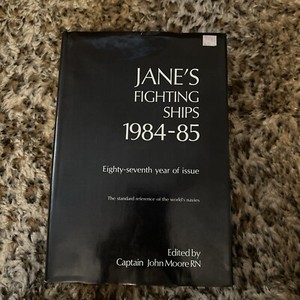 JANE'S
FIGHTING
SHIPS
1984-85
Eighty-seventh year of issue
The standard reference of the world's navies
Edited by
Captain John Moore RN